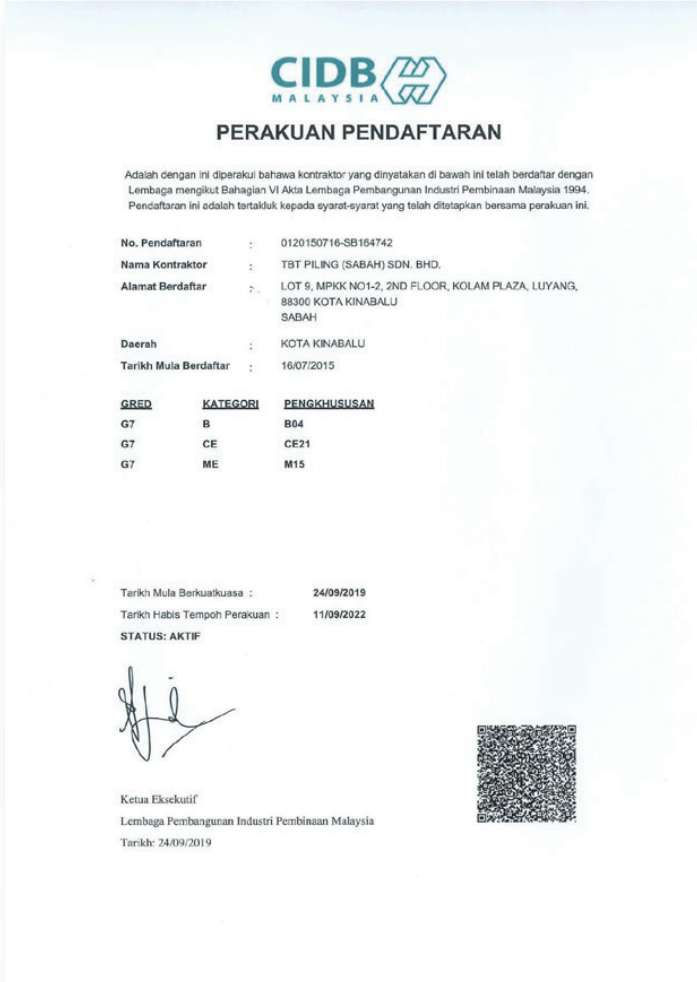 CIDB
MALAYSIA
PERAKUAN PENDAFTARAN
Adalah dengan ini diperakui bahawa kontraktor yang dinyatakan di bawah ini telah berdaftar dengan
Lembaga mengikut Bahagian VI Akta Lembaga Pembangunan Industri Pembinaan Malaysia 1994.
Pendaftaran ini adalah tertakluk kepada syarat-syarat yang telah ditetapkan bersama perakuan ini.
No. Pendaftaran : 0120150716-SB164742
Nama Kontraktor : TBT PILING (SABAH) SDN. BHD.
Alamat Berdaftar : LOT 9, MPKK NO1-2, 2ND FLOOR, KOLAM PLAZA, LUYANG,
88300 KOTA KINABALU
SABAH
Daerah : KOTA KINABALU
Tarikh Mula Berdaftar : 16/07/2015
GRED KATEGORI PENGKHUSUSAN
G7 B B04
G7 CE CE21
G7 ME M15
Tarikh Mula Berkuatkuasa : 24/09/2019
Tarikh Habis Tempoh Perakuan : 11/09/2022
STATUS: AKTIF
Ketua Eksekutif
Lembaga Pembangunan Industri Pembinaan Malaysia
Tarikh: 24/09/2019